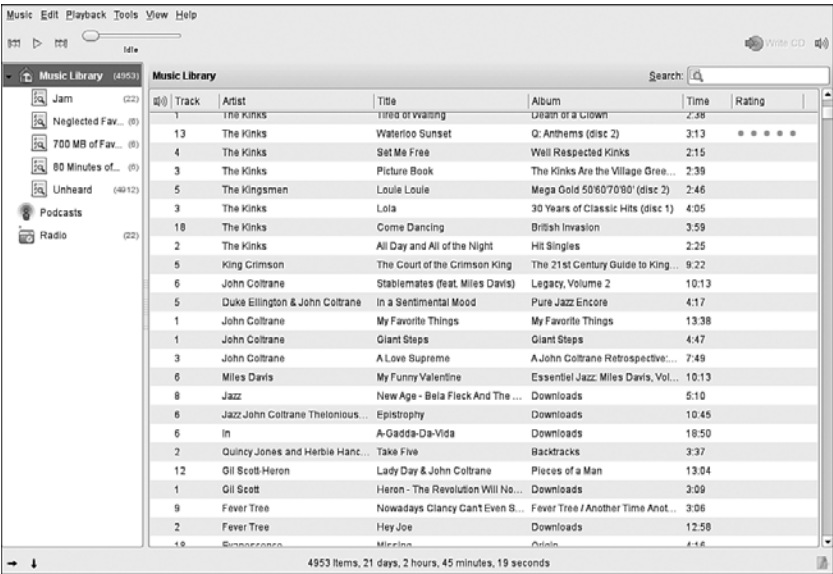 Music Edit Playback Tools View Help
Idle
Write CD
Music Library (4953)
Jam (22)
Neglected Fav... (6)
700 MB of Fav... (6)
80 Minutes of... (6)
Unheard (4912)
Podcasts
Radio (22)
Music Library Search:
Track Artist Title Album Time Rating
1 The Kinks Tired of Waiting Death of a Clown 2:38
13 The Kinks Waterloo Sunset Q: Anthems (disc 2) 3:13
4 The Kinks Set Me Free Well Respected Kinks 2:15
3 The Kinks Picture Book The Kinks Are the Village Gree... 2:39
5 The Kingsmen Louie Louie Mega Gold 50'60'70'80' (disc 2) 2:46
3 The Kinks Lola 30 Years of Classic Hits (disc 1) 4:05
18 The Kinks Come Dancing British Invasion 3:59
2 The Kinks All Day and All of the Night Hit Singles 2:25
5 King Crimson The Court of the Crimson King The 21st Century Guide to King... 9:22
6 John Coltrane Stablemates (feat. Miles Davis) Legacy, Volume 2 10:13
5 Duke Ellington & John Coltrane In a Sentimental Mood Pure Jazz Encore 4:17
1 John Coltrane My Favorite Things My Favorite Things 13:38
1 John Coltrane Giant Steps Giant Steps 4:47
3 John Coltrane A Love Supreme A John Coltrane Retrospective:... 7:49
6 Miles Davis My Funny Valentine Essentiel Jazz: Miles Davis, Vol... 10:13
8 Jazz New Age - Bela Fleck And The ... Downloads 5:10
6 Jazz John Coltrane Thelonious... Epistrophy Downloads 10:45
6 In A-Gadda-Da-Vida Downloads 18:50
2 Quincy Jones and Herbie Hanc... Take Five Backtracks 3:37
12 Gil Scott-Heron Lady Day & John Coltrane Pieces of a Man 13:04
1 Gil Scott Heron - The Revolution Will No... Downloads 3:09
9 Fever Tree Nowadays Clancy Can't Even S... Fever Tree / Another Time Anot... 3:06
2 Fever Tree Hey Joe Downloads 12:58
Evanescence Missing Origin 4:16
4953 Items, 21 days, 2 hours, 45 minutes, 19 seconds